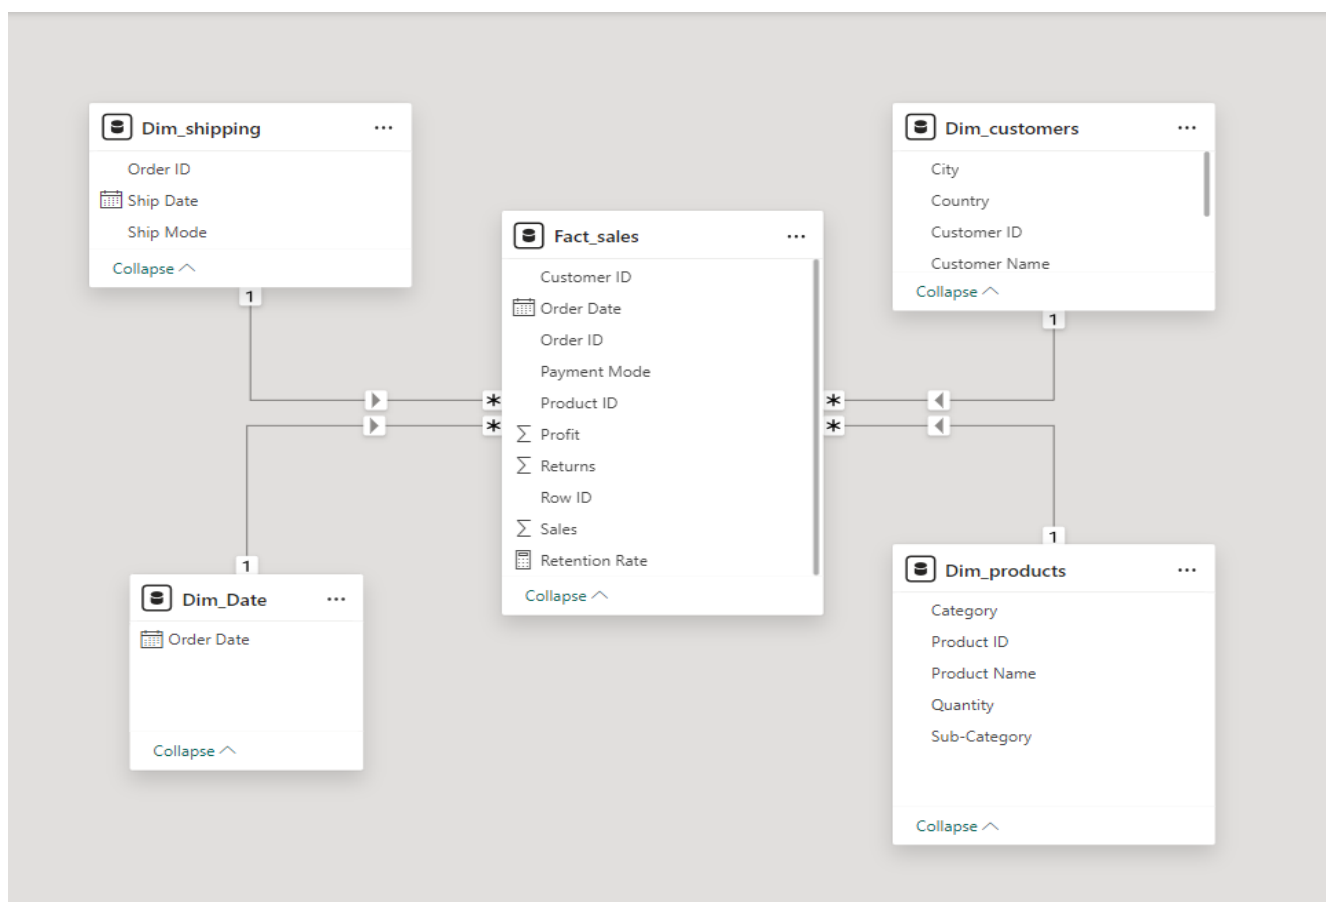 Dim_shipping
Order ID
Ship Date
Ship Mode
Collapse
1
Dim_customers
City
Country
Customer ID
Customer Name
Collapse
1
Fact_sales
Customer ID
Order Date
Order ID
Payment Mode
Product ID
Profit
Returns
Row ID
Sales
Retention Rate
Collapse
*
*
*
*
1
Dim_Date
Order Date
Collapse
1
Dim_products
Category
Product ID
Product Name
Quantity
Sub-Category
Collapse